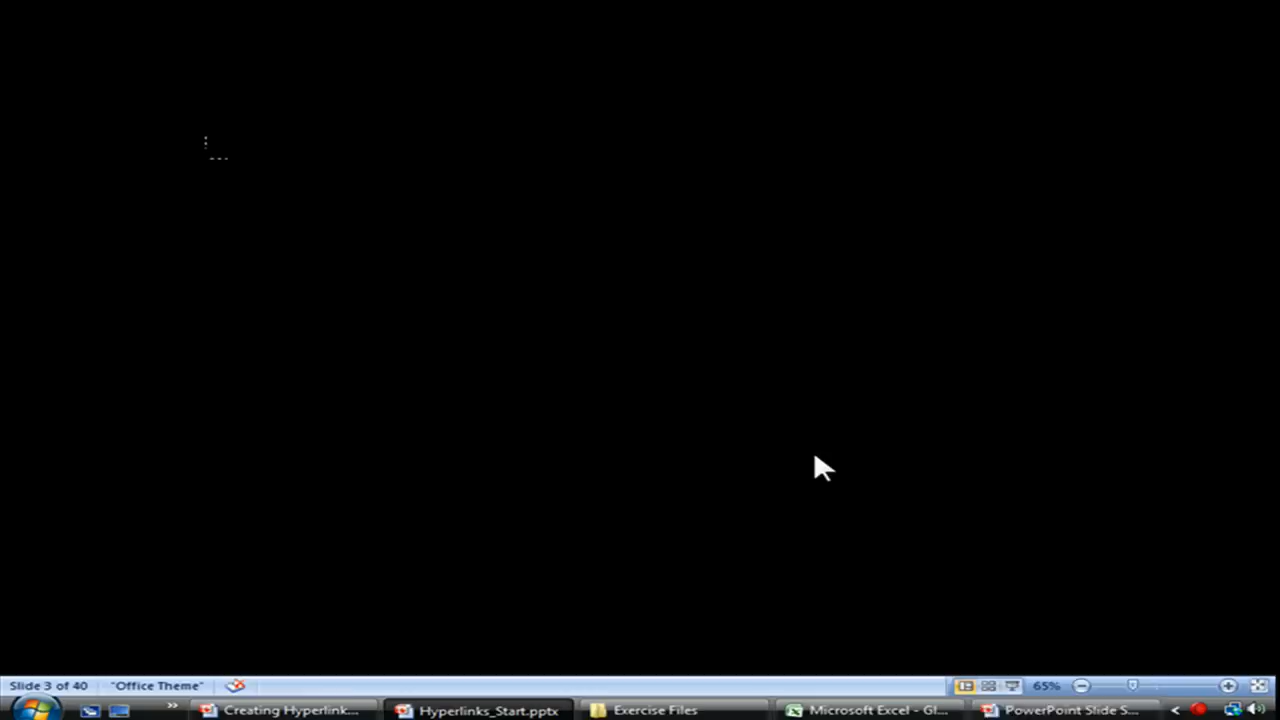 Slide 3 of 40 "Office Theme" 65%
» Creating Hyperlink... Hyperlinks_Start.pptx Exercise Files Microsoft Excel - Gl... PowerPoint Slide S... <